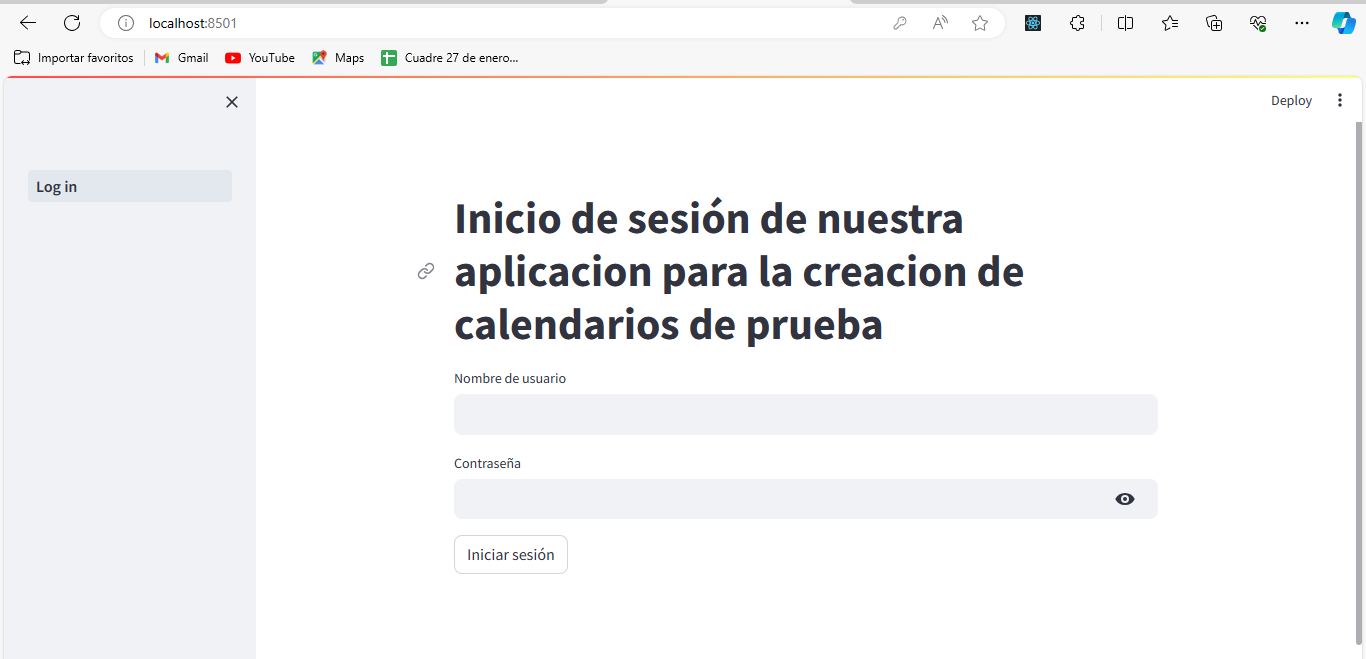 localhost:8501
Importar favoritos
Gmail
YouTube
Maps
Cuadre 27 de enero...
Deploy
Log in
Inicio de sesión de nuestra
aplicacion para la creacion de
calendarios de prueba
Nombre de usuario
Contraseña
Iniciar sesión